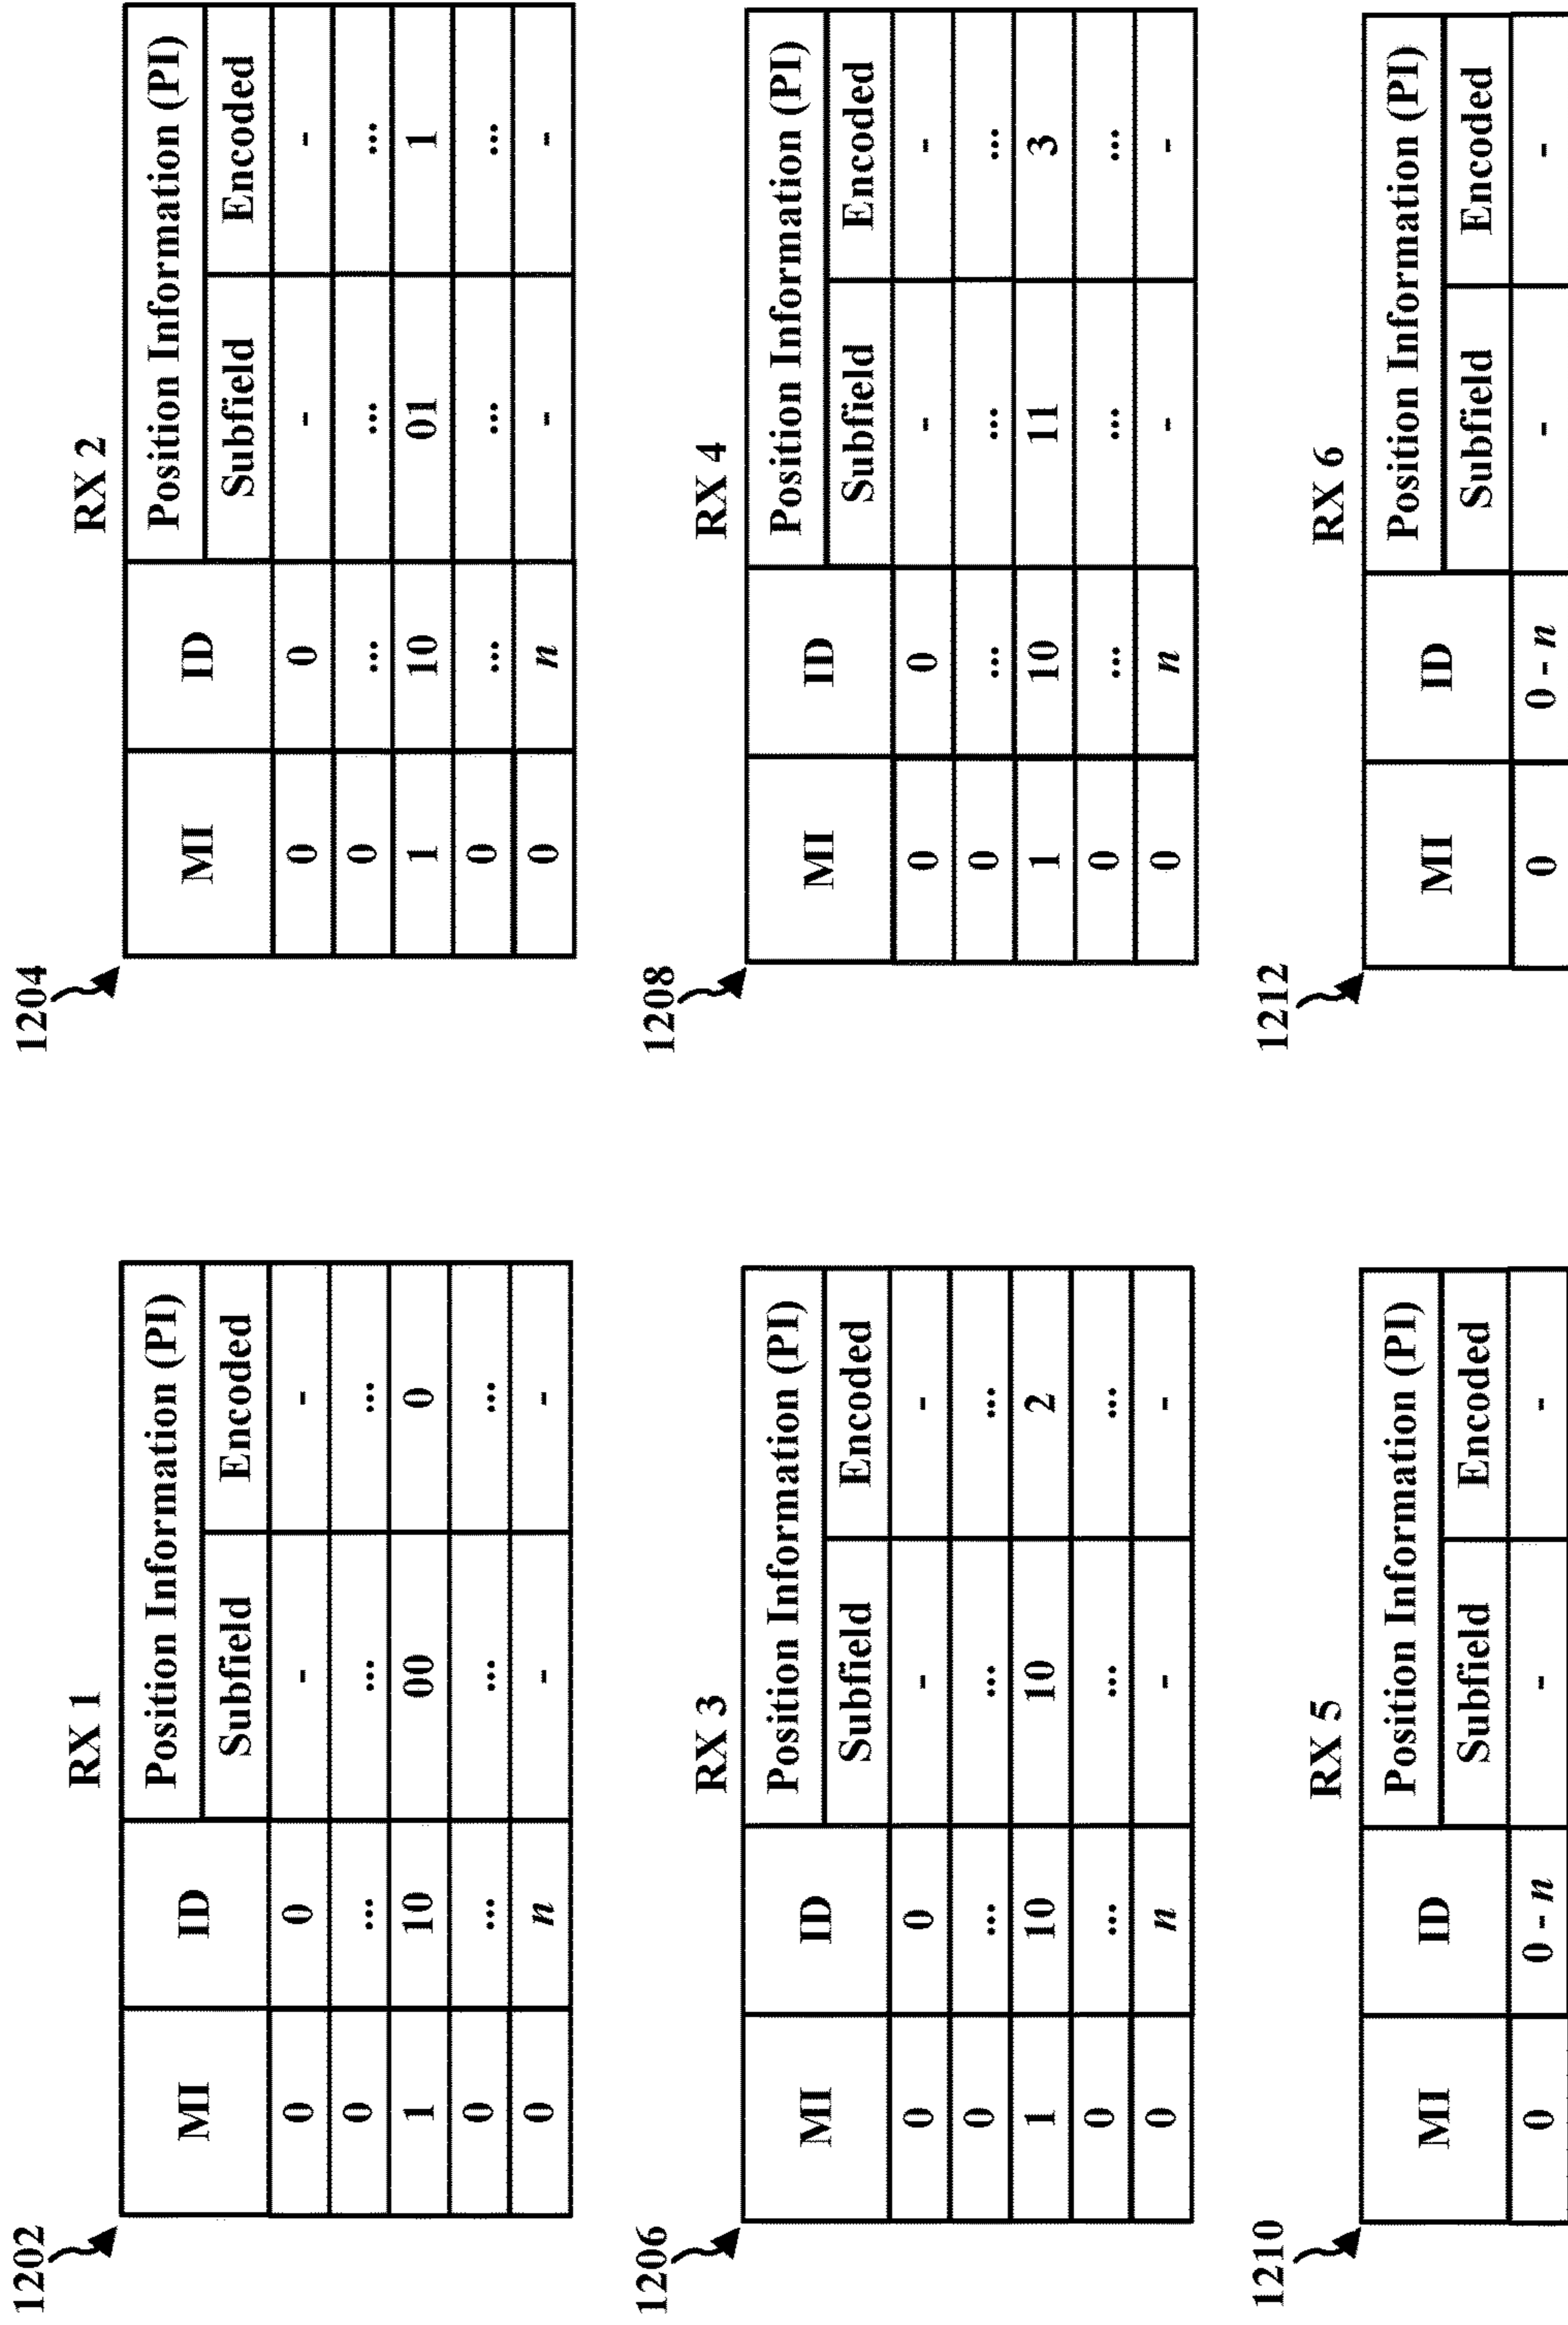 1202
RX 1
MI ID Position Information (PI)
Subfield Encoded
0 0 - -
0 ... ... ...
1 10 00 0
0 ... ... ...
0 n - -
1204
RX 2
MI ID Position Information (PI)
Subfield Encoded
0 0 - -
0 ... ... ...
1 10 01 1
0 ... ... ...
0 n - -
1206
RX 3
MI ID Position Information (PI)
Subfield Encoded
0 0 - -
0 ... ... ...
1 10 10 2
0 ... ... ...
0 n - -
1208
RX 4
MI ID Position Information (PI)
Subfield Encoded
0 0 - -
0 ... ... ...
1 10 11 3
0 ... ... ...
0 n - -
1210
RX 5
MI ID Position Information (PI)
Subfield Encoded
0 0 - n - -
1212
RX 6
MI ID Position Information (PI)
Subfield Encoded
0 0 - n - -